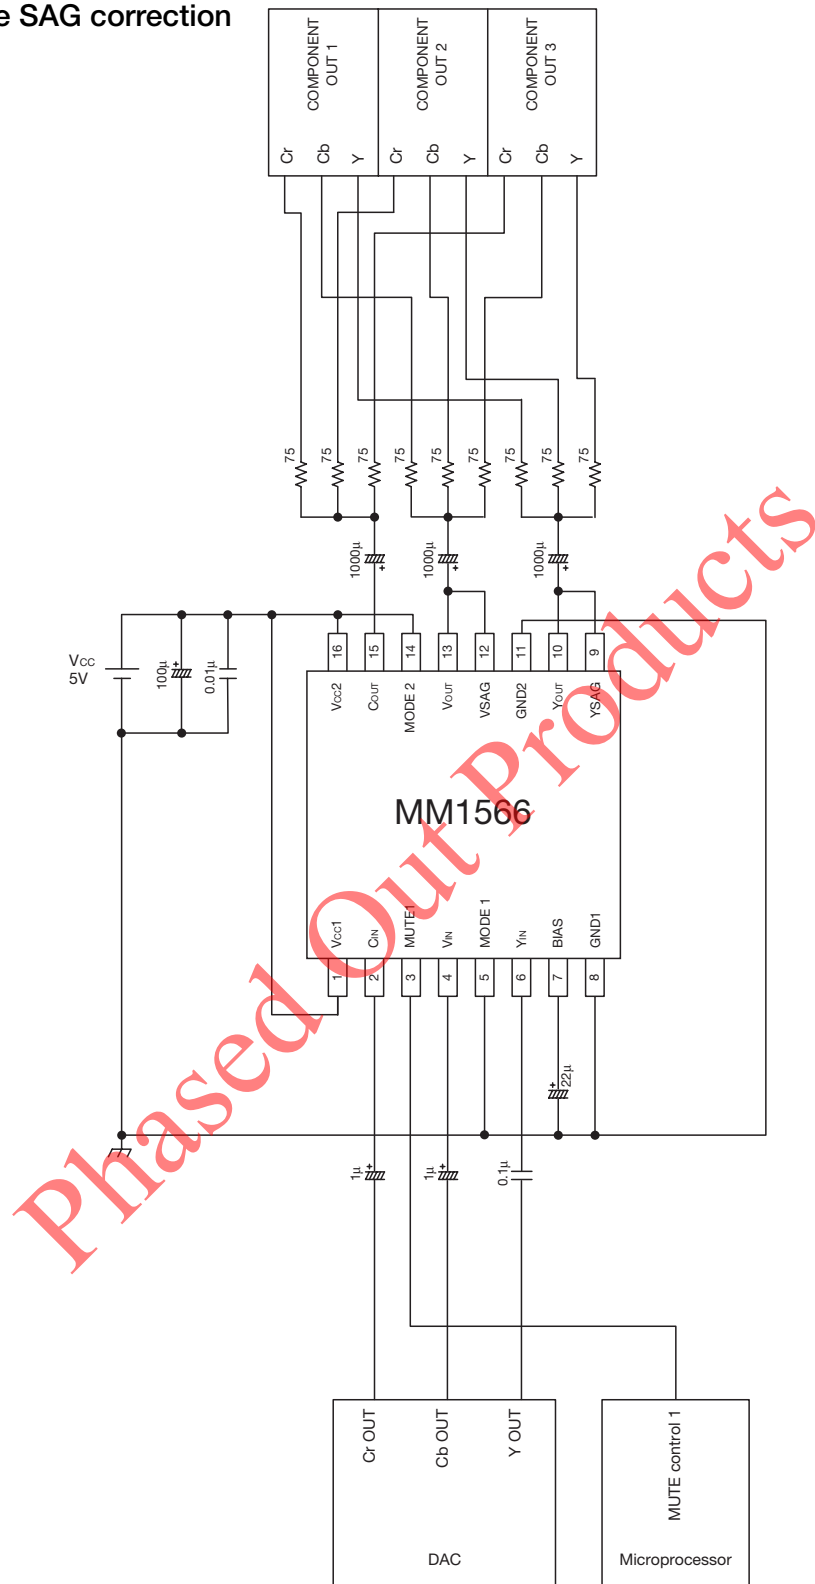 e SAG correction
COMPONENT
OUT 1
COMPONENT
OUT 2
COMPONENT
OUT 3
Cr
Cb
Y
Cr
Cb
Y
Cr
Cb
Y
75
75
75
75
75
75
75
75
75
1000μ
+
1000μ
+
1000μ
+
VCC
5V
100μ
+
0.01μ
16
15
14
13
12
11
10
9
VCC2
COUT
MODE 2
VOUT
VSAG
GND2
YOUT
YSAG
MM1566
VCC1
CIN
MUTE1
VIN
MODE 1
YIN
BIAS
GND1
1
2
3
4
5
6
7
8
+
22μ
1μ
+
1μ
+
0.1μ
Cr OUT
Cb OUT
Y OUT
DAC
MUTE control 1
Microprocessor
Phased Out Products